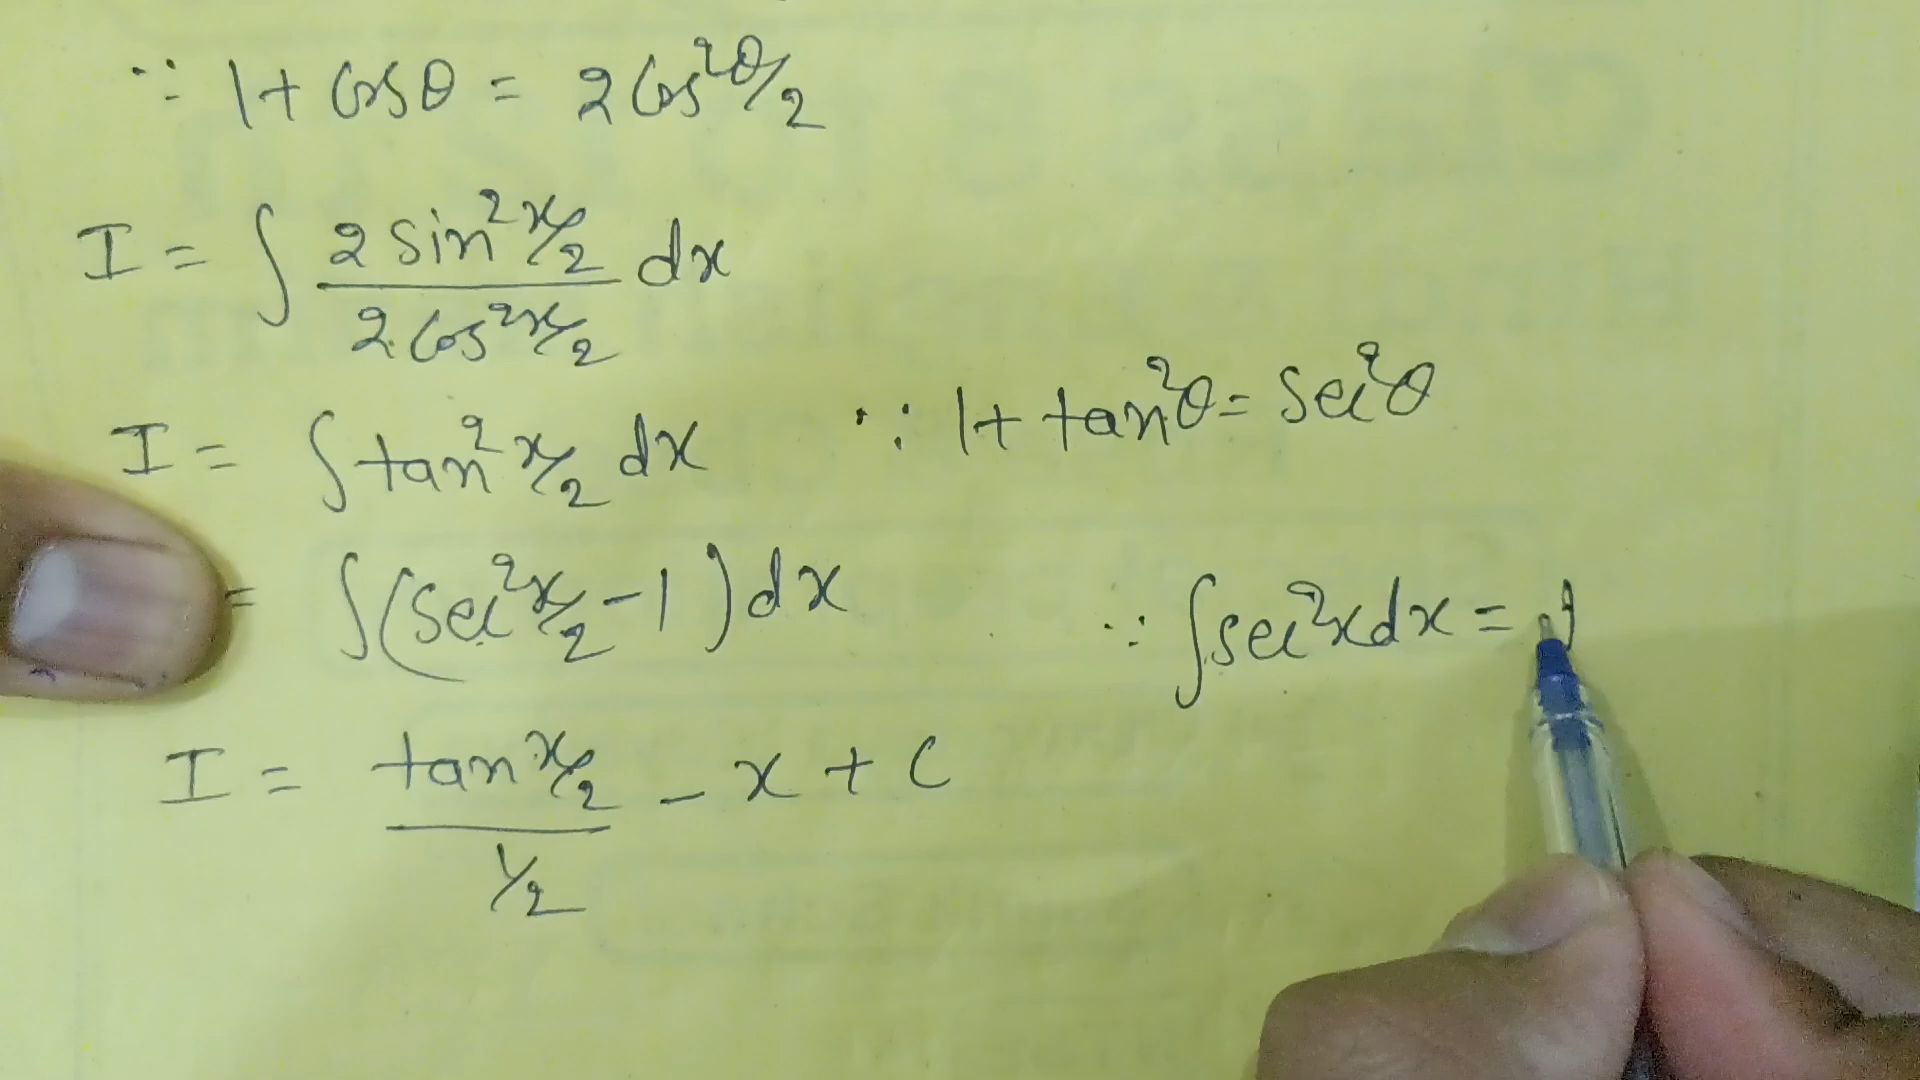 ∵ 1 + cosθ = 2cos²θ/2
I = ∫ 2sin²x/2 / 2cos²x/2 dx
I = ∫tan²x/2 dx ∵ 1 + tan²θ = sec²θ
= ∫(sec²x/2 - 1)dx ∵ ∫sec²xdx =
I = tan x/2 / 1/2 - x + c